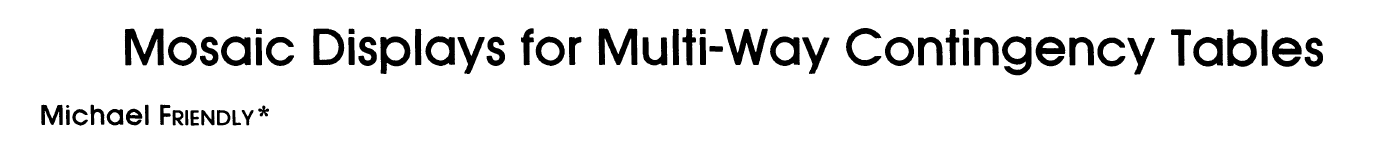 Mosaic Displays for Multi-Way Contingency Tables
Michael FRIENDLY*